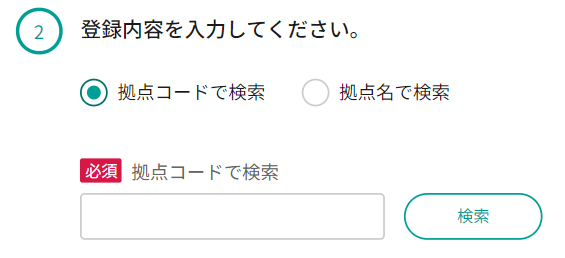 2 登録内容を入力してください。
拠点コードで検索 拠点名で検索
必須 拠点コードで検索
検索